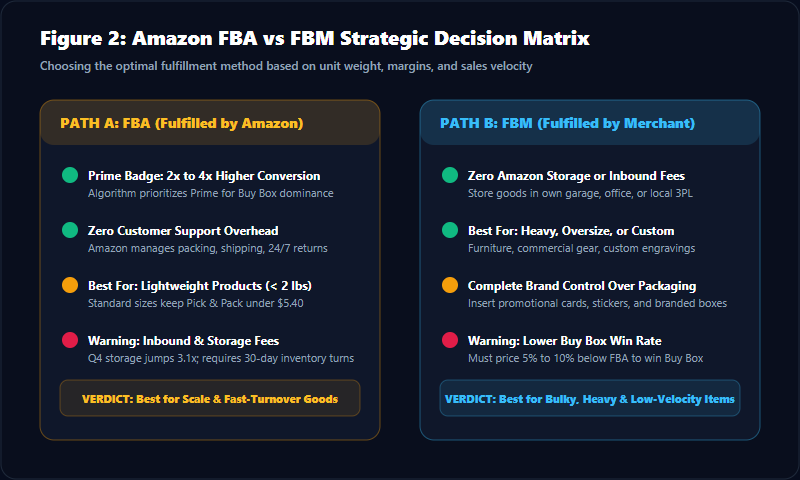 Figure 2: Amazon FBA vs FBM Strategic Decision Matrix
Choosing the optimal fulfillment method based on unit weight, margins, and sales velocity
PATH A: FBA (Fulfilled by Amazon)
Prime Badge: 2x to 4x Higher Conversion
Algorithm prioritizes Prime for Buy Box dominance
Zero Customer Support Overhead
Amazon manages packing, shipping, 24/7 returns
Best For: Lightweight Products (< 2 lbs)
Standard sizes keep Pick & Pack under $5.40
Warning: Inbound & Storage Fees
Q4 storage jumps 3.1x; requires 30-day inventory turns
VERDICT: Best for Scale & Fast-Turnover Goods
PATH B: FBM (Fulfilled by Merchant)
Zero Amazon Storage or Inbound Fees
Store goods in own garage, office, or local 3PL
Best For: Heavy, Oversize, or Custom
Furniture, commercial gear, custom engravings
Complete Brand Control Over Packaging
Insert promotional cards, stickers, and branded boxes
Warning: Lower Buy Box Win Rate
Must price 5% to 10% below FBA to win Buy Box
VERDICT: Best for Bulky, Heavy & Low-Velocity Items